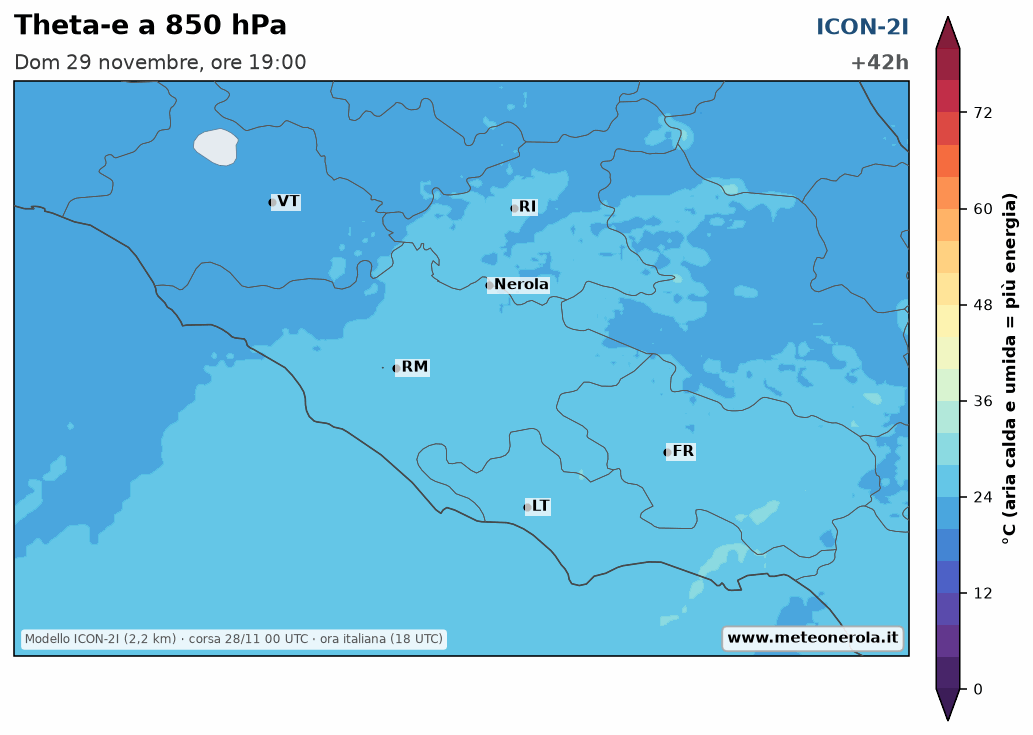 Theta-e a 850 hPa
ICON-2I
Dom 29 novembre, ore 19:00
+42h
VT
RI
Nerola
RM
FR
LT
72
60
48
36
24
12
0
°C (aria calda e umida = più energia)
Modello ICON-2I (2,2 km) · corsa 28/11 00 UTC · ora italiana (18 UTC)
www.meteonerola.it